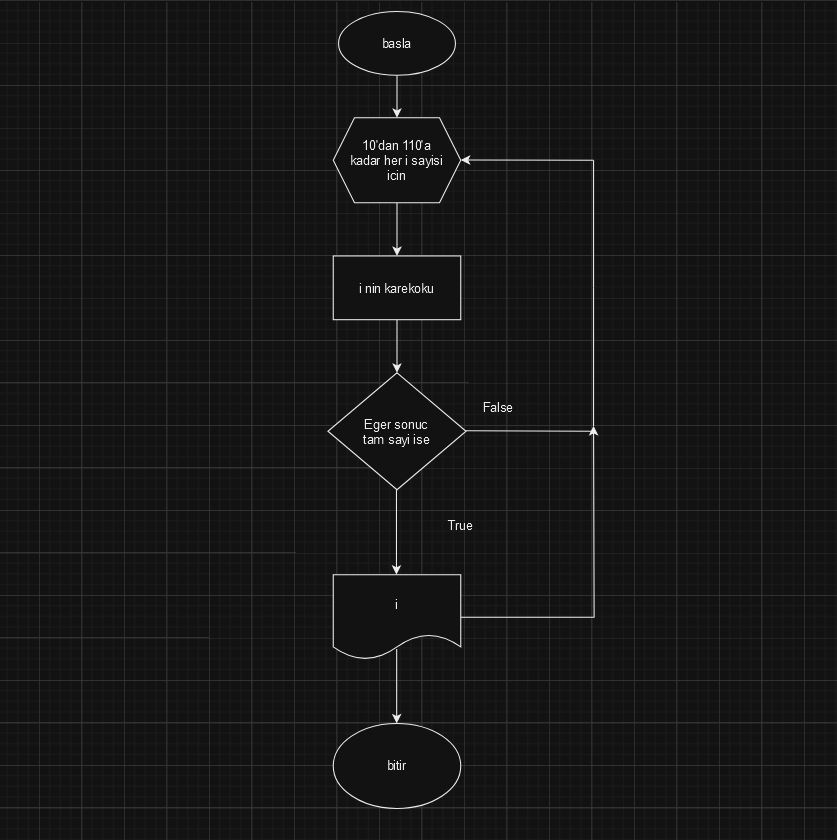 basla
10'dan 110'a
kadar her i sayisi
icin
i nin karekoku
Eger sonuc
tam sayi ise
False
True
i
bitir